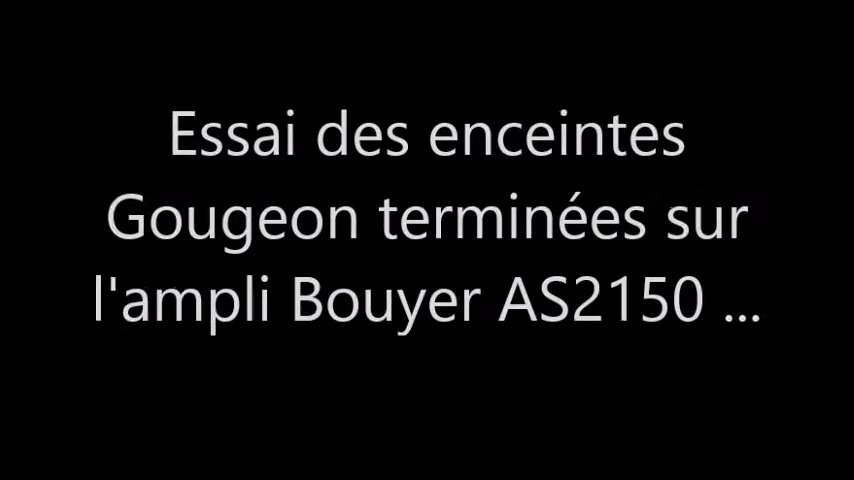 Essai des enceintes
Gougeon terminées sur
l'ampli Bouyer AS2150 ...